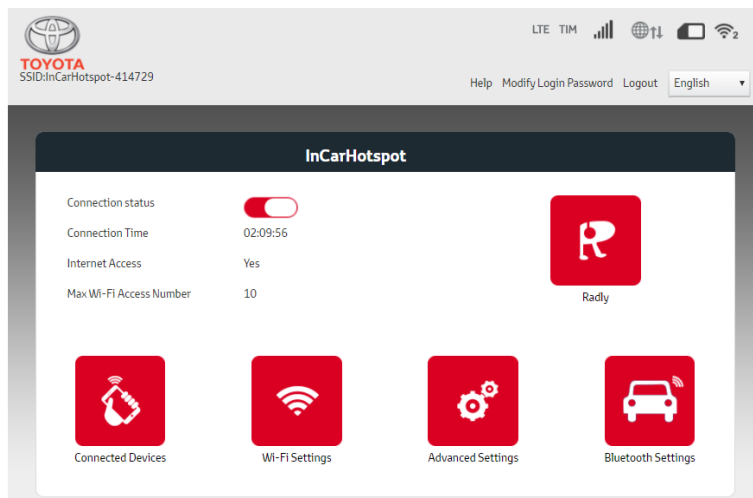 LTE TIM
2
TOYOTA
SSID:InCarHotspot-414729
Help Modify Login Password Logout English
InCarHotspot
Connection status
Connection Time 02:09:56
Internet Access Yes
Max Wi-Fi Access Number 10
Radly
Connected Devices Wi-Fi Settings Advanced Settings Bluetooth Settings